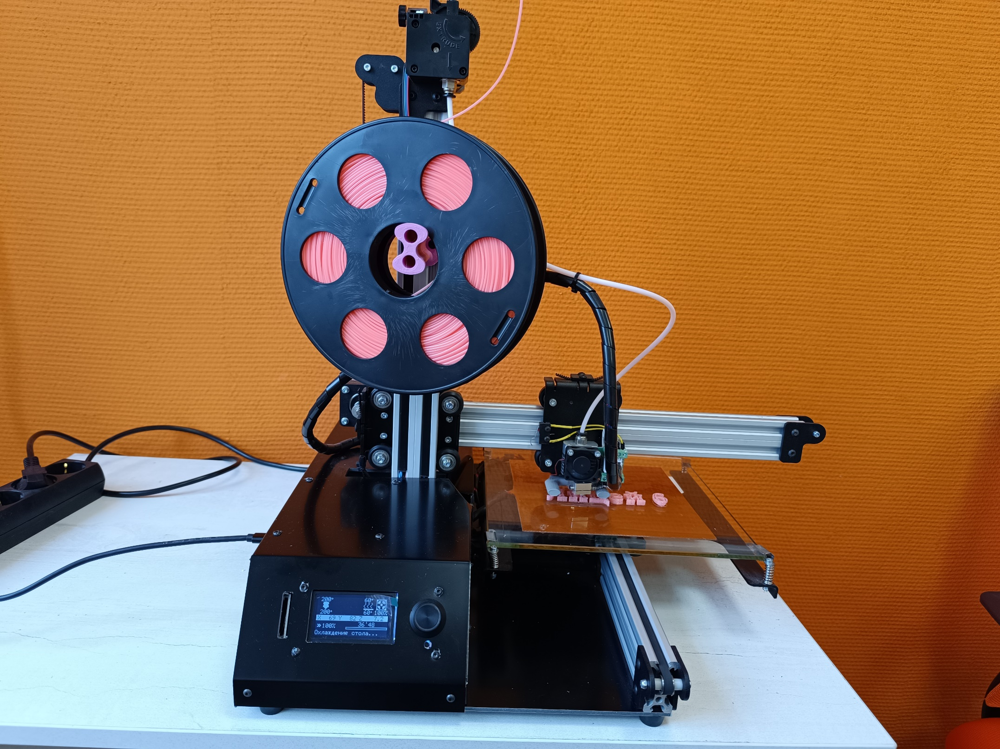 EXTRUDE
200° 60°
200° 60° 100%
X 69 Y 82 Z 7.2
»100% 36'48
Охлаждение стола...